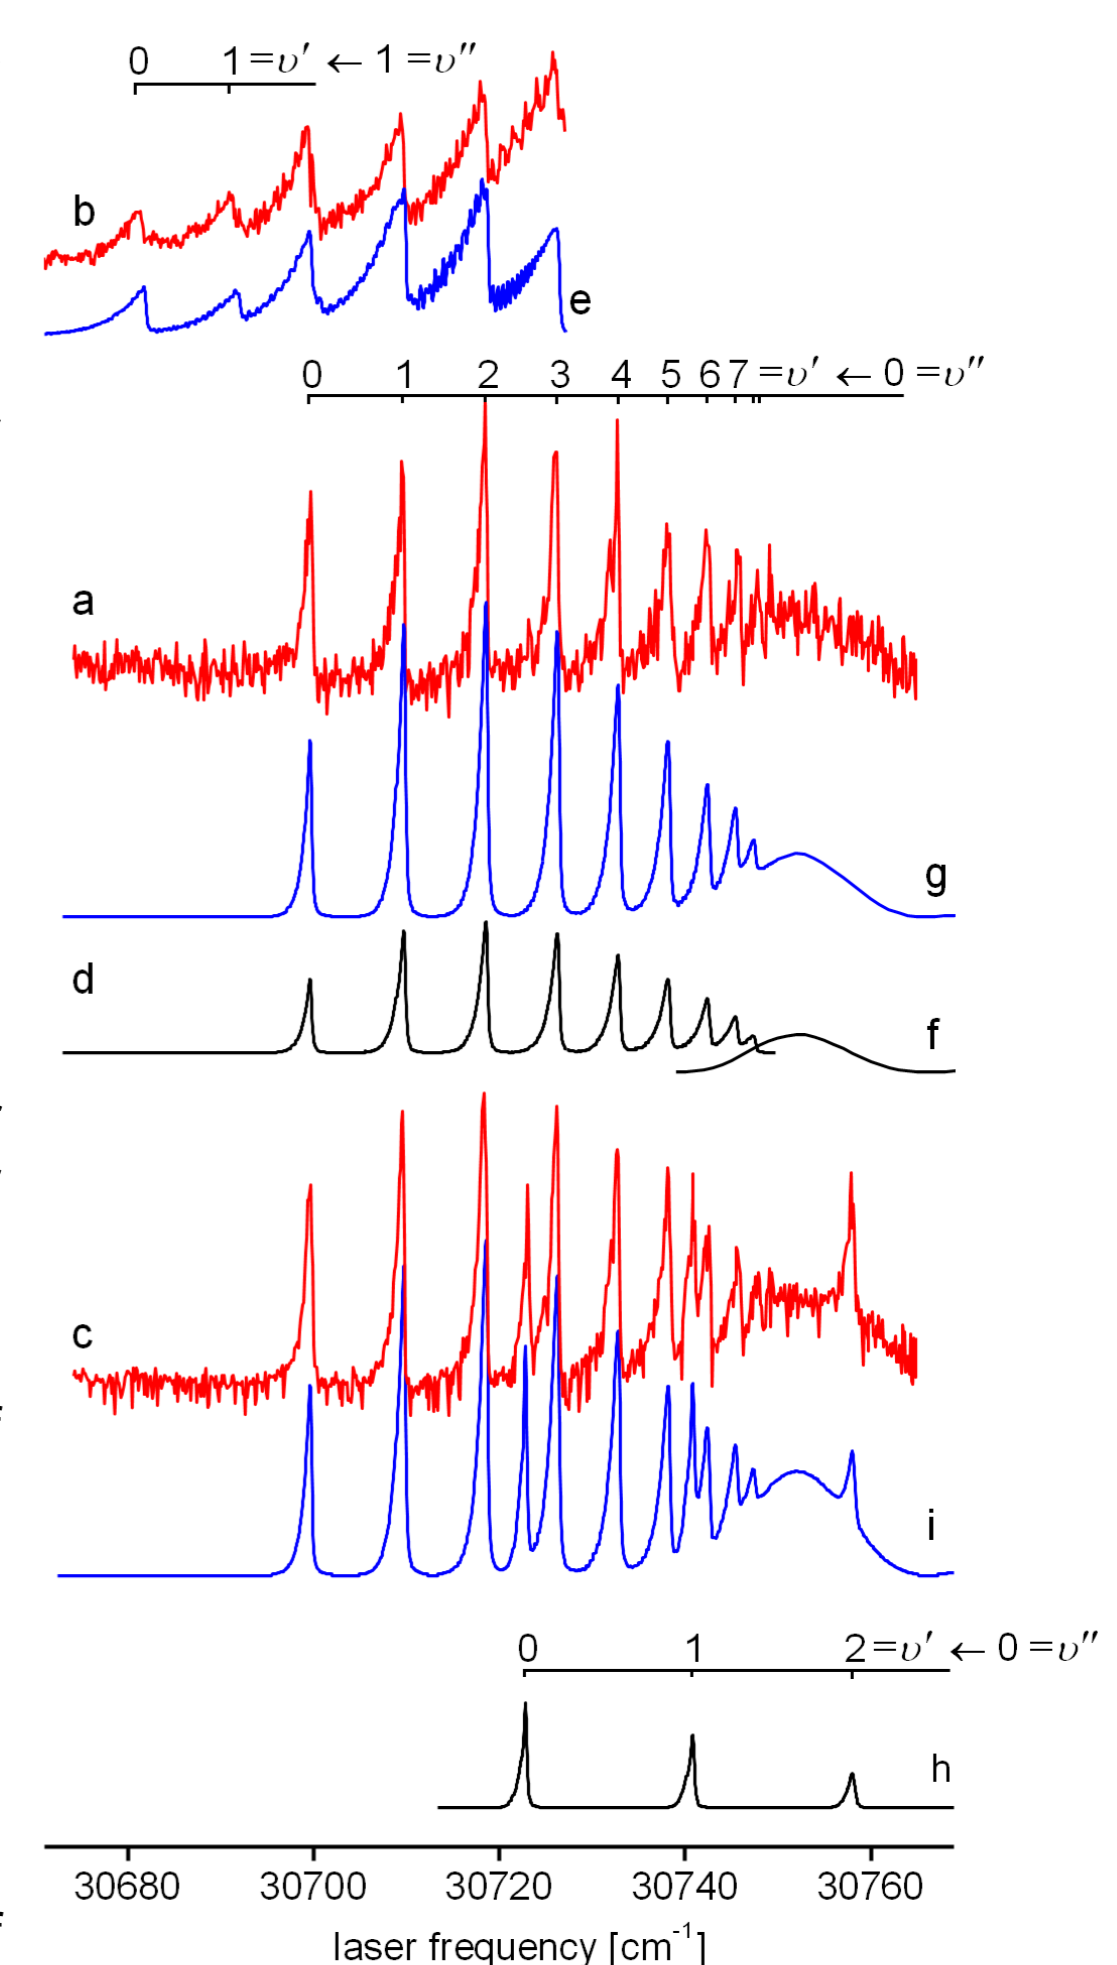 0 1 =υ′ ← 1 =υ″
b
e
0 1 2 3 4 5 6 7 =υ′ ← 0 =υ″
a
g
d
f
c
i
0 1 2 =υ′ ← 0 =υ″
h
30680 30700 30720 30740 30760
laser frequency [cm⁻¹]